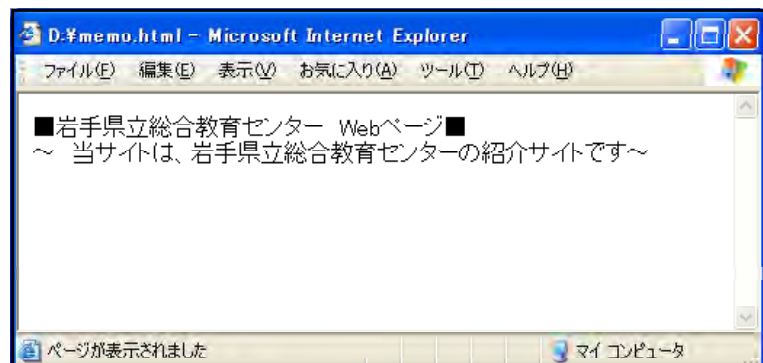 D:¥memo.html - Microsoft Internet Explorer
ファイル(F) 編集(E) 表示(V) お気に入り(A) ツール(T) ヘルプ(H)
■岩手県立総合教育センター Webページ■
～ 当サイトは、岩手県立総合教育センターの紹介サイトです～
ページが表示されました マイ コンピュータ